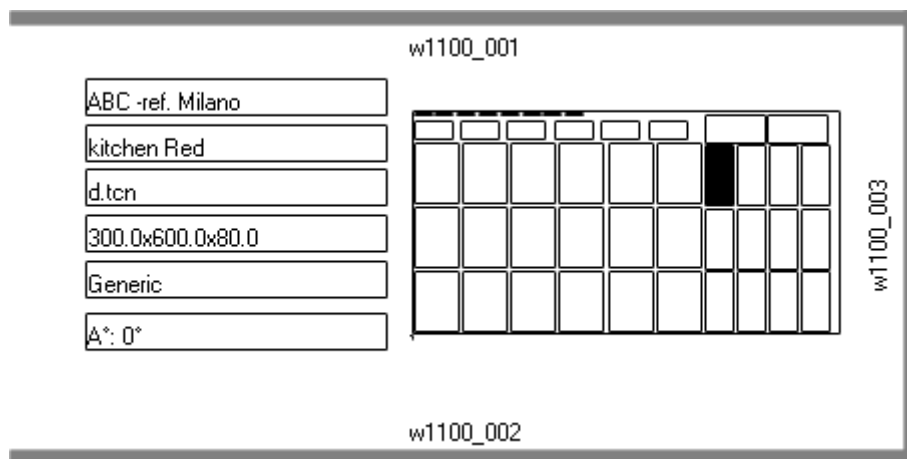 w1100_001
ABC -ref. Milano
kitchen Red
d.tcn
300.0x600.0x80.0
Generic
A°: 0°
w1100_003
w1100_002